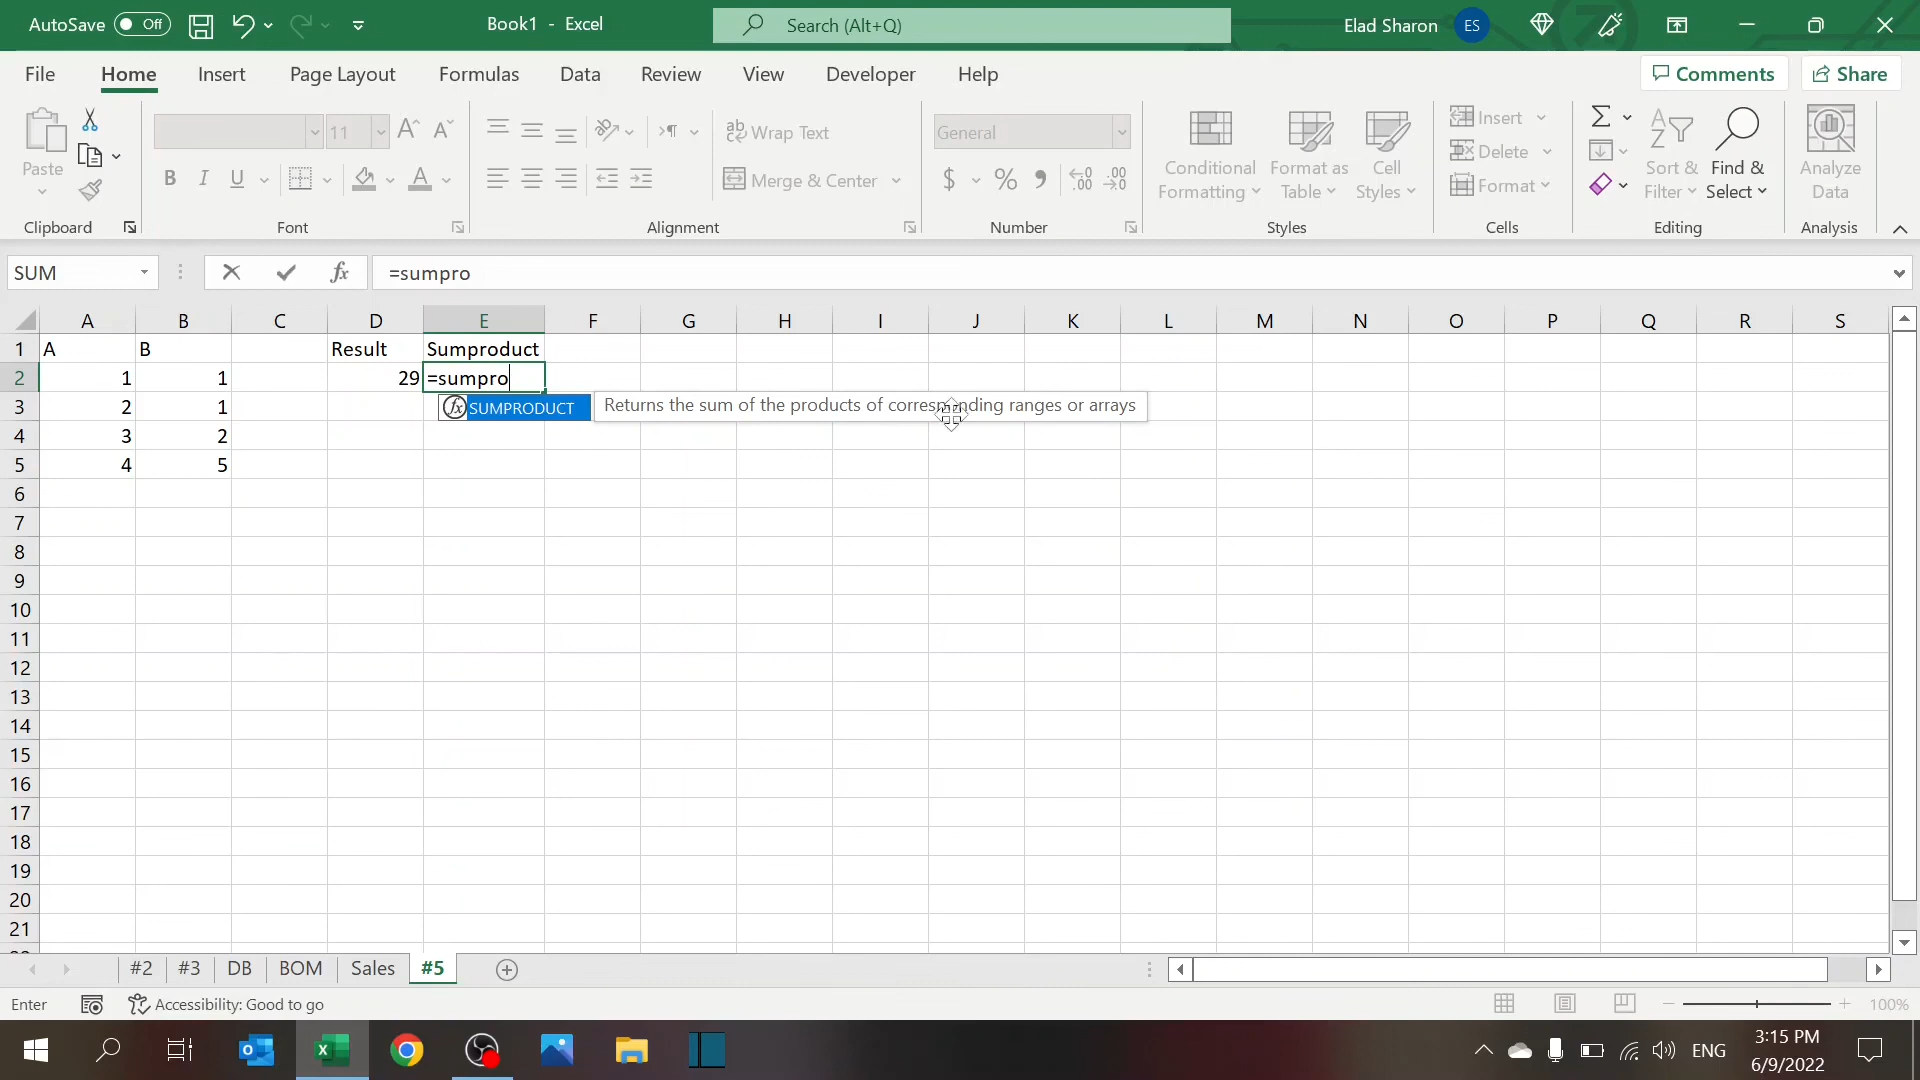 AutoSave Off Book1 - Excel Search (Alt+Q) Elad Sharon ES
File Home Insert Page Layout Formulas Data Review View Developer Help Comments Share
Paste
11
Wrap Text
Merge & Center
General
Conditional Formatting
Format as Table
Cell Styles
Insert
Delete
Format
Sort & Filter
Find & Select
Analyze Data
Clipboard Font Alignment Number Styles Cells Editing Analysis
SUM fx =sumpro
A B C D E F G H I J K L M N O P Q R S
1 A B Result Sumproduct
2 1 1 29 =sumpro
3 2 1 SUMPRODUCT Returns the sum of the products of corresponding ranges or arrays
4 3 2
5 4 5
6
7
8
9
10
11
12
13
14
15
16
17
18
19
20
21
#2 #3 DB BOM Sales #5
Enter Accessibility: Good to go 100%
ENG 3:15 PM
6/9/2022